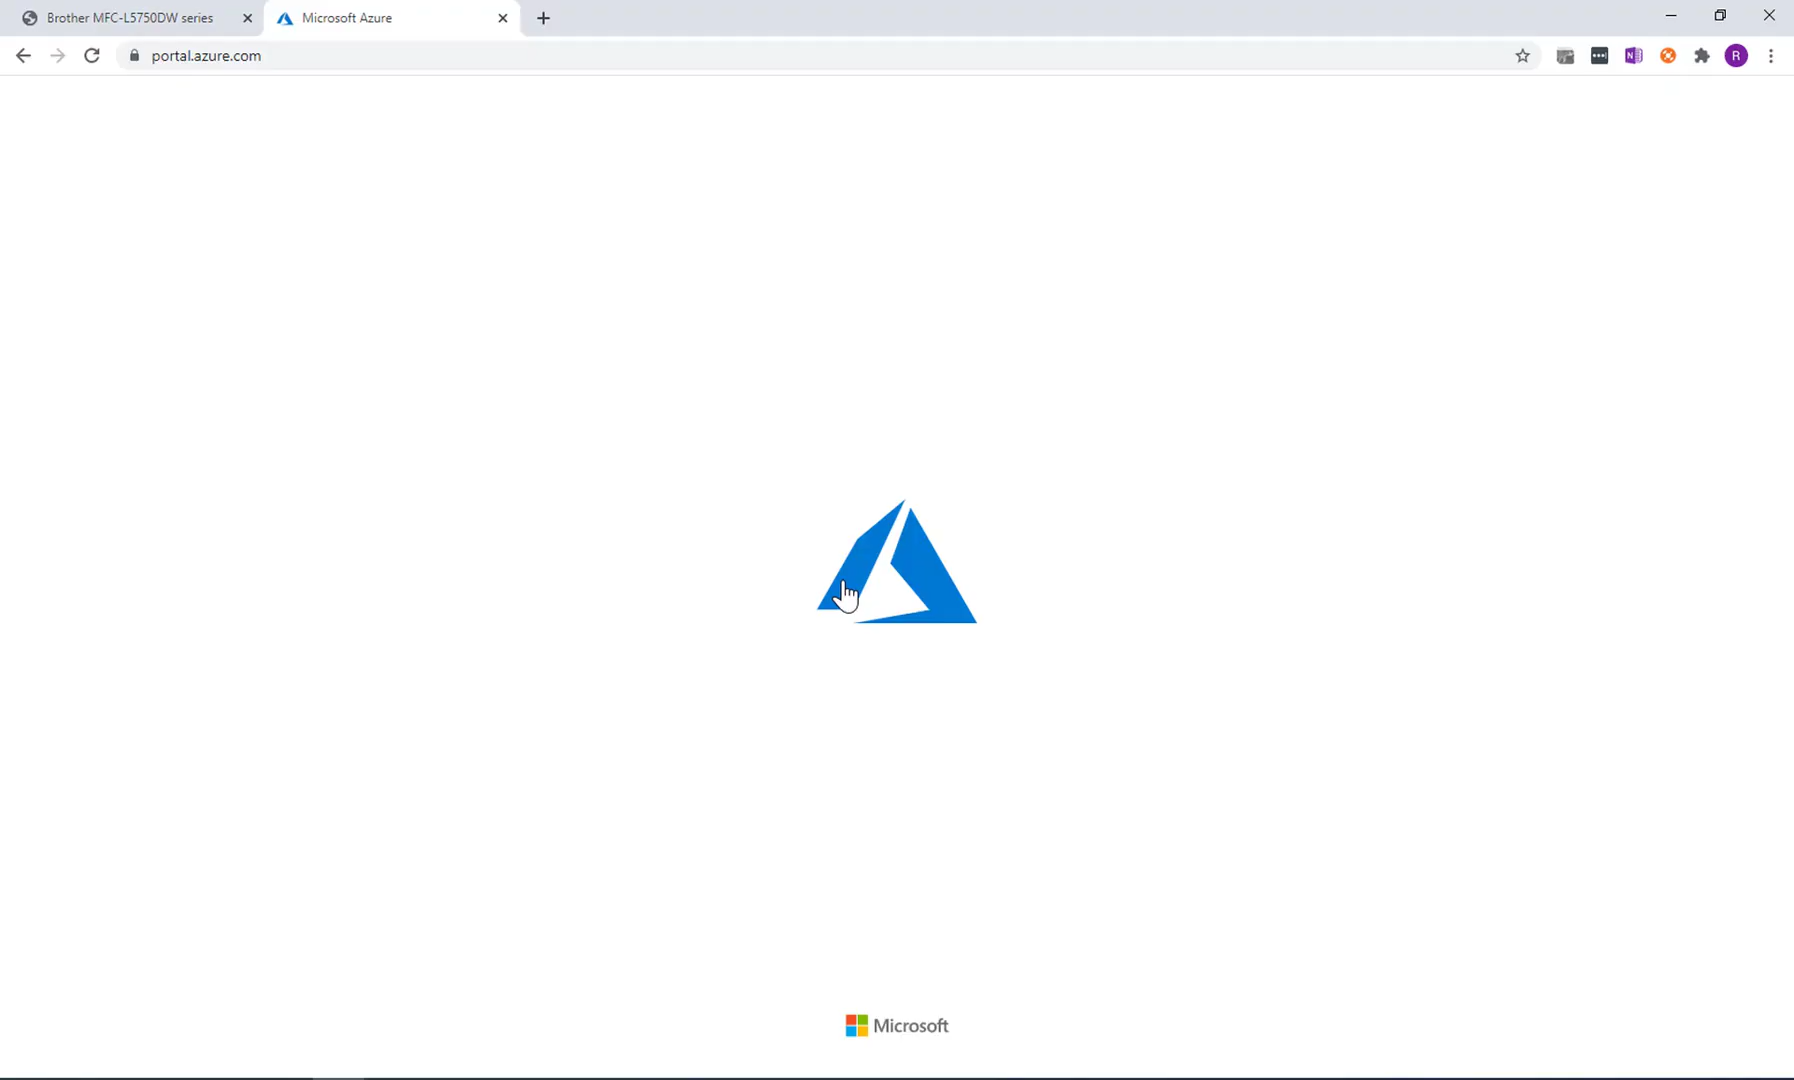 Brother MFC-L5750DW series
Microsoft Azure
portal.azure.com
N
R
Microsoft